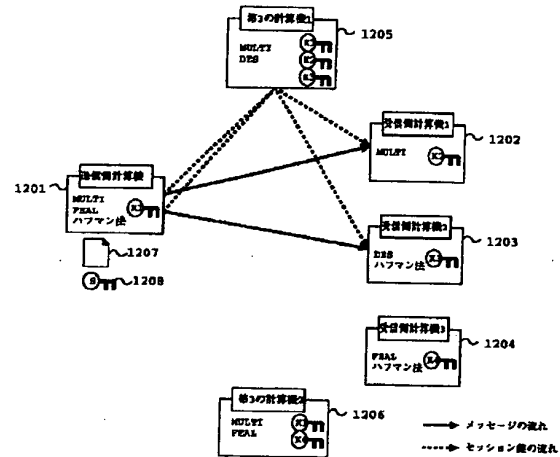 第3の計算機1
1205
MULTI
DES
受信側計算機1
1202
MULTI
送信側計算機
1201
MULTI
FEAL
ハフマン法
1207
S
1208
受信側計算機2
1203
DES
ハフマン法
受信側計算機3
1204
FEAL
ハフマン法
第3の計算機2
1206
MULTI
FEAL
メッセージの流れ
セッション鍵の流れ